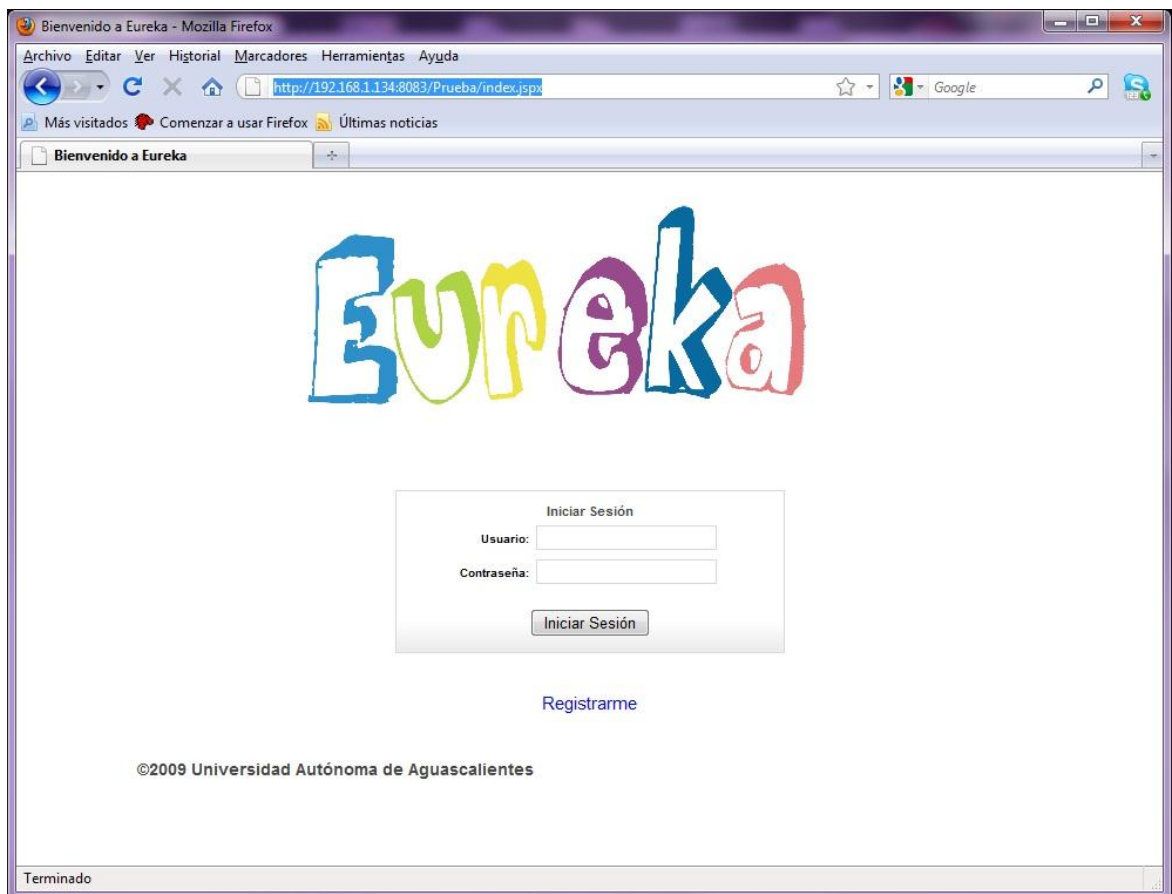 Bienvenido a Eureka - Mozilla Firefox
Archivo Editar Ver Historial Marcadores Herramientas Ayuda
http://192.168.1.134:8083/Prueba/index.jspx
Google
Más visitados Comenzar a usar Firefox Últimas noticias
Bienvenido a Eureka
Eureka
Iniciar Sesión
Usuario:
Contraseña:
Iniciar Sesión
Registrarme
©2009 Universidad Autónoma de Aguascalientes
Terminado